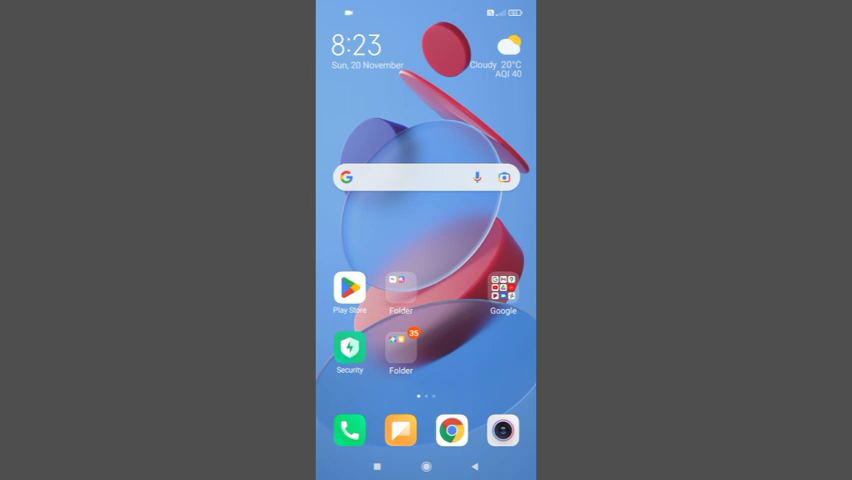 8:23
Sun, 20 November
Cloudy 20°C
AQI 40
Play Store
Folder
Google
35
Security
Folder